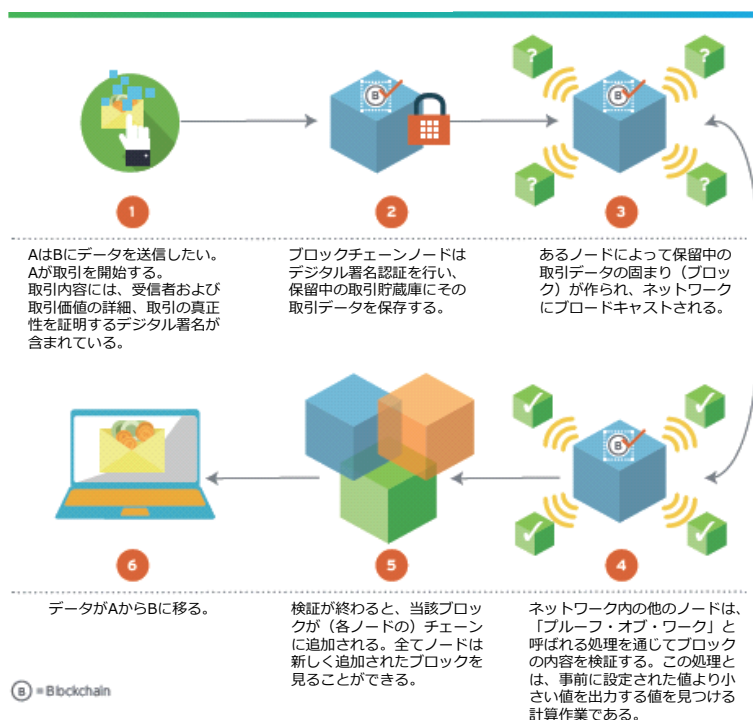 1
AはBにデータを送信したい。
Aが取引を開始する。
取引内容には、受信者および
取引価値の詳細、取引の真正
性を証明するデジタル署名が
含まれている。
B
2
ブロックチェーンノードは
デジタル署名認証を行い、
保留中の取引貯蔵庫にその
取引データを保存する。
?
?
B
?
?
3
あるノードによって保留中の
取引データの固まり(ブロッ
ク)が作られ、ネットワーク
にブロードキャストされる。
B
4
ネットワーク内の他のノードは、
「プルーフ・オブ・ワーク」と
呼ばれる処理を通じてブロック
の内容を検証する。この処理と
は、事前に設定された値より小
さい値を出力する値を見つける
計算作業である。
5
検証が終わると、当該ブロッ
クが(各ノードの)チェーン
に追加される。全てノードは
新しく追加されたブロックを
見ることができる。
6
データがAからBに移る。
B = Blockchain